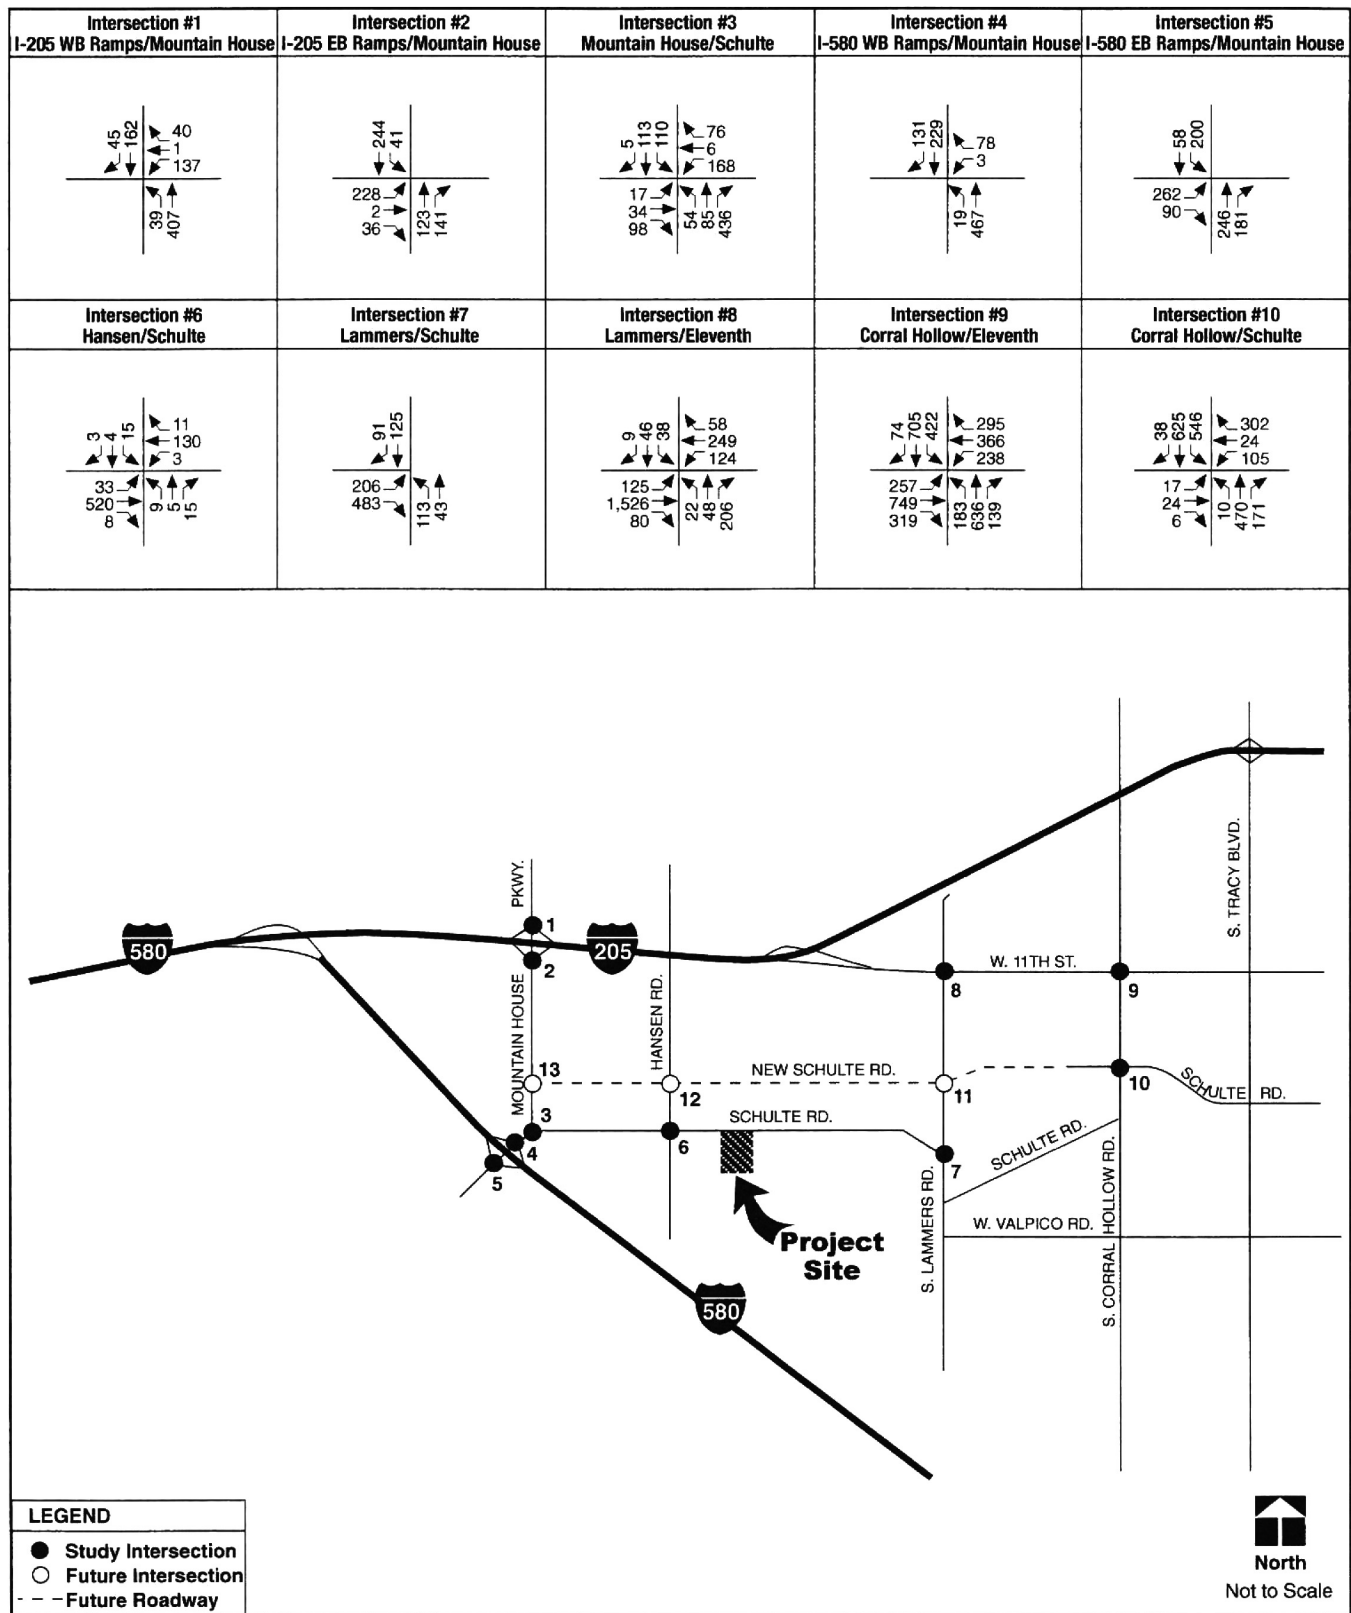 Intersection #1
I-205 WB Ramps/Mountain House
Intersection #2
I-205 EB Ramps/Mountain House
Intersection #3
Mountain House/Schulte
Intersection #4
I-580 WB Ramps/Mountain House
Intersection #5
I-580 EB Ramps/Mountain House
45
162
40
1
137
39
407
244
41
228
2
36
123
141
5
113
110
76
6
168
17
34
98
54
85
436
131
229
78
3
19
467
58
200
262
90
246
181
Intersection #6
Hansen/Schulte
Intersection #7
Lammers/Schulte
Intersection #8
Lammers/Eleventh
Intersection #9
Corral Hollow/Eleventh
Intersection #10
Corral Hollow/Schulte
3
4
15
11
130
3
33
520
8
9
5
15
91
125
206
483
113
43
9
46
38
58
249
124
125
1,526
80
22
48
206
74
705
422
295
366
238
257
749
319
183
636
139
38
625
546
302
24
105
17
24
6
10
470
171
S. TRACY BLVD.
PKWY.
1
580
205
2
W. 11TH ST.
8
9
MOUNTAIN HOUSE
HANSEN RD.
13
NEW SCHULTE RD.
12
11
10
SCHULTE RD.
3
SCHULTE RD.
4
5
6
7
SCHULTE RD.
S. LAMMERS RD.
W. VALPICO RD.
S. CORRAL HOLLOW RD.
Project
Site
580
LEGEND
Study Intersection
Future Intersection
Future Roadway
North
Not to Scale